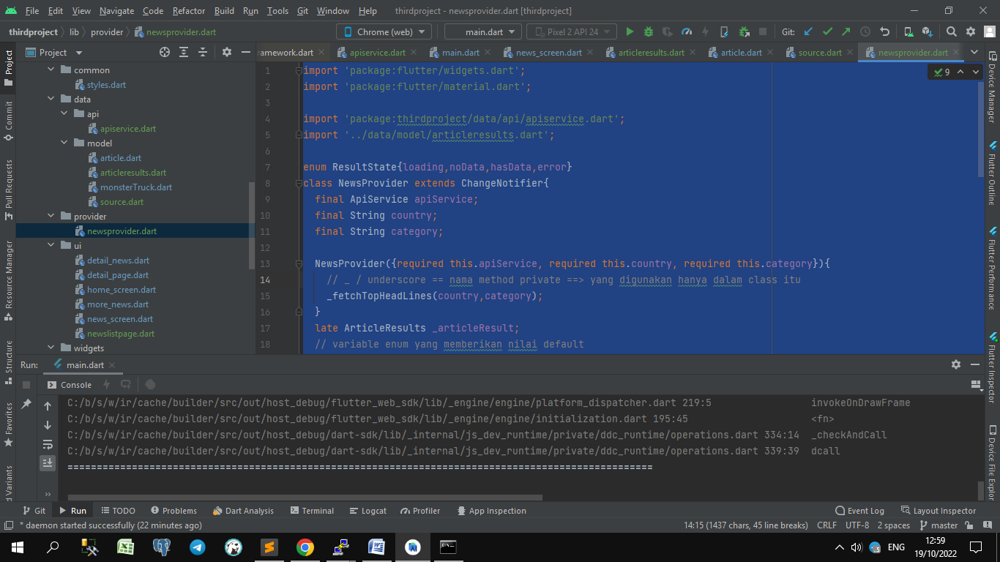 File Edit View Navigate Code Refactor Build Run Tools Git Window Help thirdproject - newsprovider.dart [thirdproject]
thirdproject lib provider newsprovider.dart Chrome (web) main.dart Pixel 2 API 24 Git:
Project ramework.dart apiservice.dart main.dart news_screen.dart articleresults.dart article.dart source.dart newsprovider.dart
Project
Commit
Pull Requests
Resource Manager
Structure
Favorites
d Variants
common
styles.dart
data
api
apiservice.dart
model
article.dart
articleresults.dart
monsterTruck.dart
source.dart
provider
newsprovider.dart
ui
detail_news.dart
detail_page.dart
home_screen.dart
more_news.dart
news_screen.dart
newslistpage.dart
widgets
9
1 import 'package:flutter/widgets.dart';
2 import 'package:flutter/material.dart';
3
4 import 'package:thirdproject/data/api/apiservice.dart';
5 import '../data/model/articleresults.dart';
6
7 enum ResultState{loading,noData,hasData,error}
8 class NewsProvider extends ChangeNotifier{
9 final ApiService apiService;
10 final String country;
11 final String category;
12
13 NewsProvider({required this.apiService, required this.country, required this.category}){
14 // _ / underscore == nama method private ==> yang digunakan hanya dalam class itu
15 _fetchTopHeadLines(country,category);
16 }
17 late ArticleResults _articleResult;
18 // variable enum yang memberikan nilai default
Device Manager
Flutter Outline
Flutter Performance
Flutter Inspector
Device File Explor
Run: main.dart
Console
C:/b/s/w/ir/cache/builder/src/out/host_debug/flutter_web_sdk/lib/_engine/engine/platform_dispatcher.dart 219:5 invokeOnDrawFrame
C:/b/s/w/ir/cache/builder/src/out/host_debug/flutter_web_sdk/lib/_engine/engine/initialization.dart 195:45 <fn>
C:/b/s/w/ir/cache/builder/src/out/host_debug/dart-sdk/lib/_internal/js_dev_runtime/private/ddc_runtime/operations.dart 334:14 _checkAndCall
C:/b/s/w/ir/cache/builder/src/out/host_debug/dart-sdk/lib/_internal/js_dev_runtime/private/ddc_runtime/operations.dart 339:39 dcall
====================================================================================================
Git Run TODO Problems Dart Analysis Terminal Logcat Profiler App Inspection Event Log Layout Inspector
* daemon started successfully (22 minutes ago) 14:15 (1437 chars, 45 line breaks) CRLF UTF-8 2 spaces master
ENG 12:59
19/10/2022